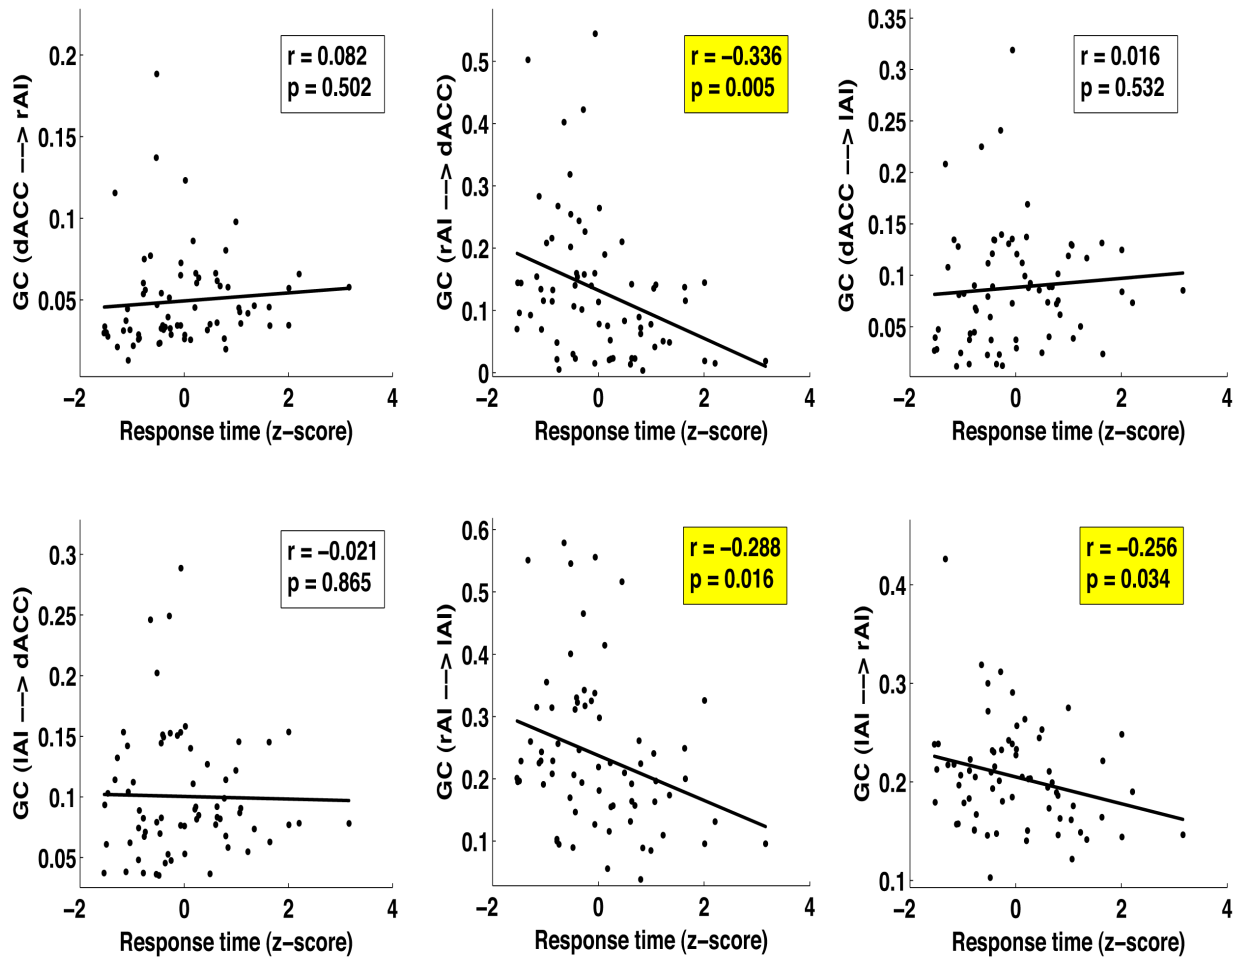 GC (dACC −−> rAI)
0.2
0.15
0.1
0.05
r = 0.082
p = 0.502
−2 0 2 4
Response time (z−score)
GC (rAI −−> dACC)
0.5
0.4
0.3
0.2
0.1
0
r = −0.336
p = 0.005
−2 0 2 4
Response time (z−score)
GC (dACC −−> lAI)
0.35
0.3
0.25
0.2
0.15
0.1
0.05
r = 0.016
p = 0.532
−2 0 2 4
Response time (z−score)
GC (lAI −−> dACC)
0.3
0.25
0.2
0.15
0.1
0.05
r = −0.021
p = 0.865
−2 0 2 4
Response time (z−score)
GC (rAI −−> lAI)
0.6
0.5
0.4
0.3
0.2
0.1
r = −0.288
p = 0.016
−2 0 2 4
Response time (z−score)
GC (lAI −−> rAI)
0.4
0.3
0.2
0.1
r = −0.256
p = 0.034
−2 0 2 4
Response time (z−score)